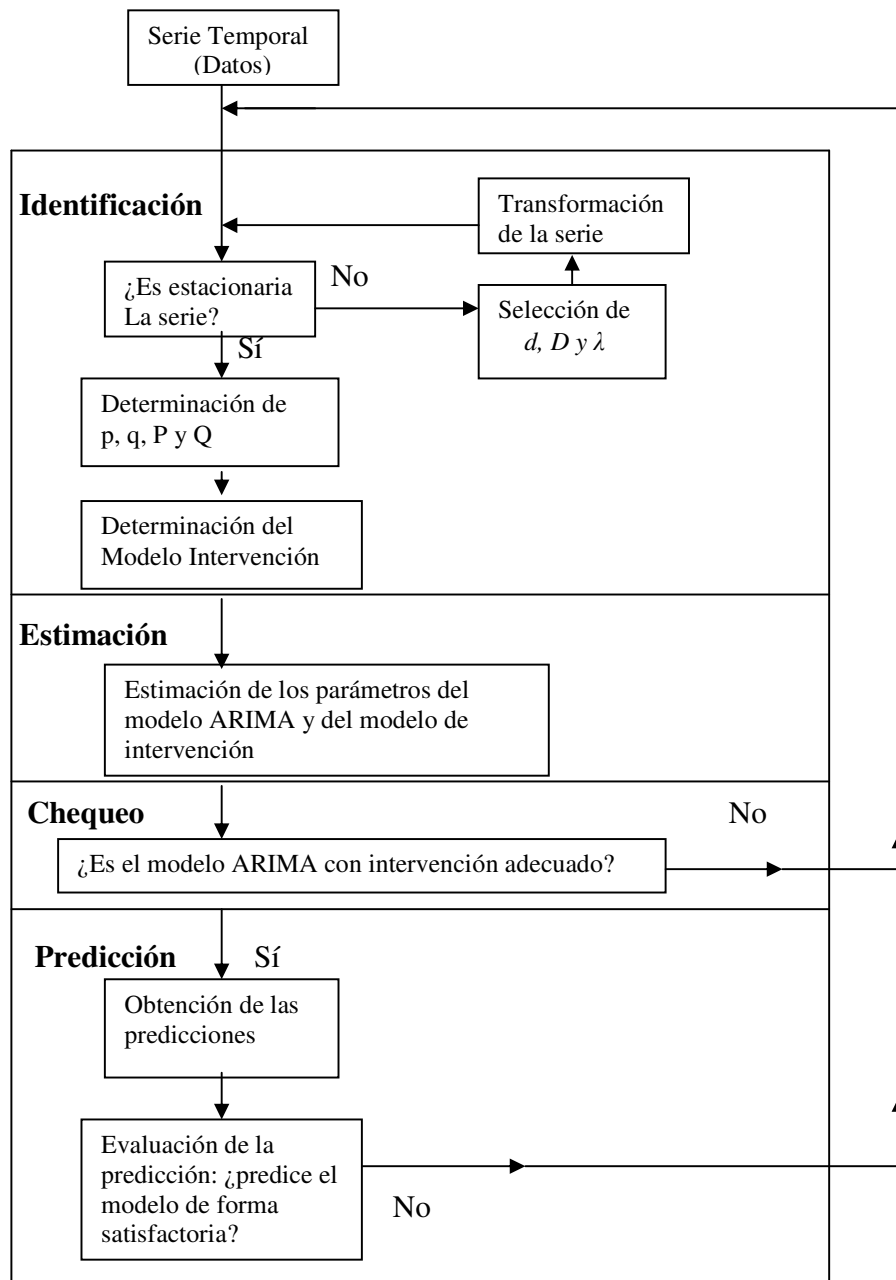 Serie Temporal
(Datos)
Identificación
Transformación
de la serie
¿Es estacionaria
La serie?
No
Selección de
d, D y λ
Sí
Determinación de
p, q, P y Q
Determinación del
Modelo Intervención
Estimación
Estimación de los parámetros del
modelo ARIMA y del modelo de
intervención
Chequeo
No
¿Es el modelo ARIMA con intervención adecuado?
Predicción
Sí
Obtención de las
predicciones
Evaluación de la
predicción: ¿predice el
modelo de forma
satisfactoria?
No